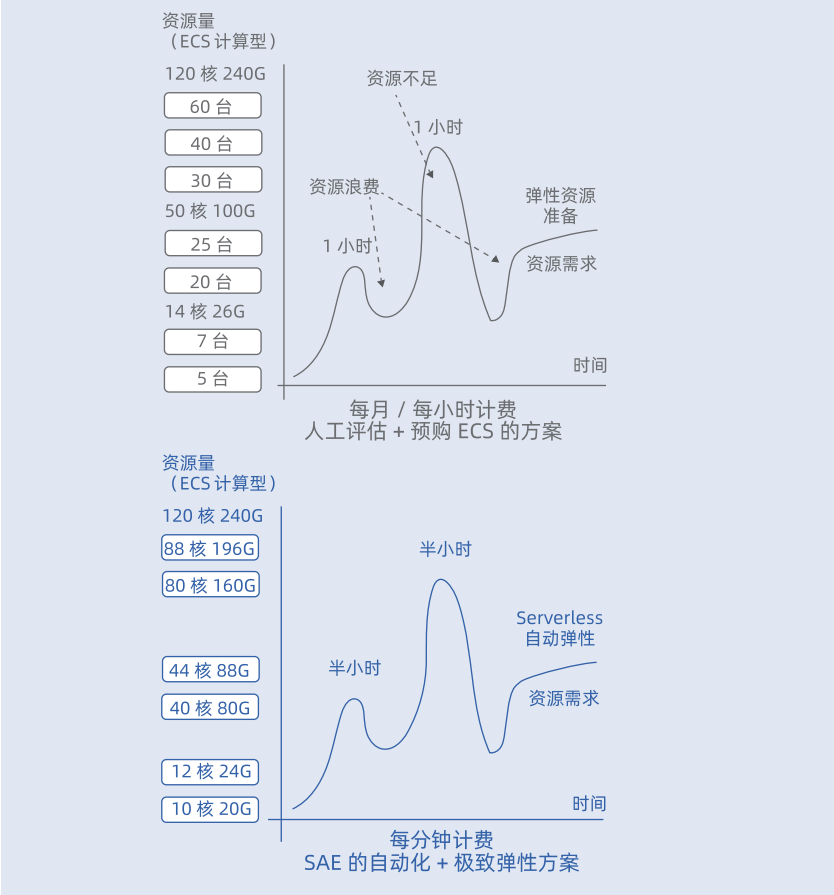 资源量
（ECS 计算型）
120 核 240G
60 台
40 台
30 台
50 核 100G
25 台
20 台
14 核 26G
7 台
5 台
资源不足
1 小时
资源浪费
1 小时
弹性资源
准备
资源需求
时间
每月 / 每小时计费
人工评估 + 预购 ECS 的方案
资源量
（ECS 计算型）
120 核 240G
88 核 196G
80 核 160G
44 核 88G
40 核 80G
12 核 24G
10 核 20G
半小时
半小时
Serverless
自动弹性
资源需求
时间
每分钟计费
SAE 的自动化 + 极致弹性方案